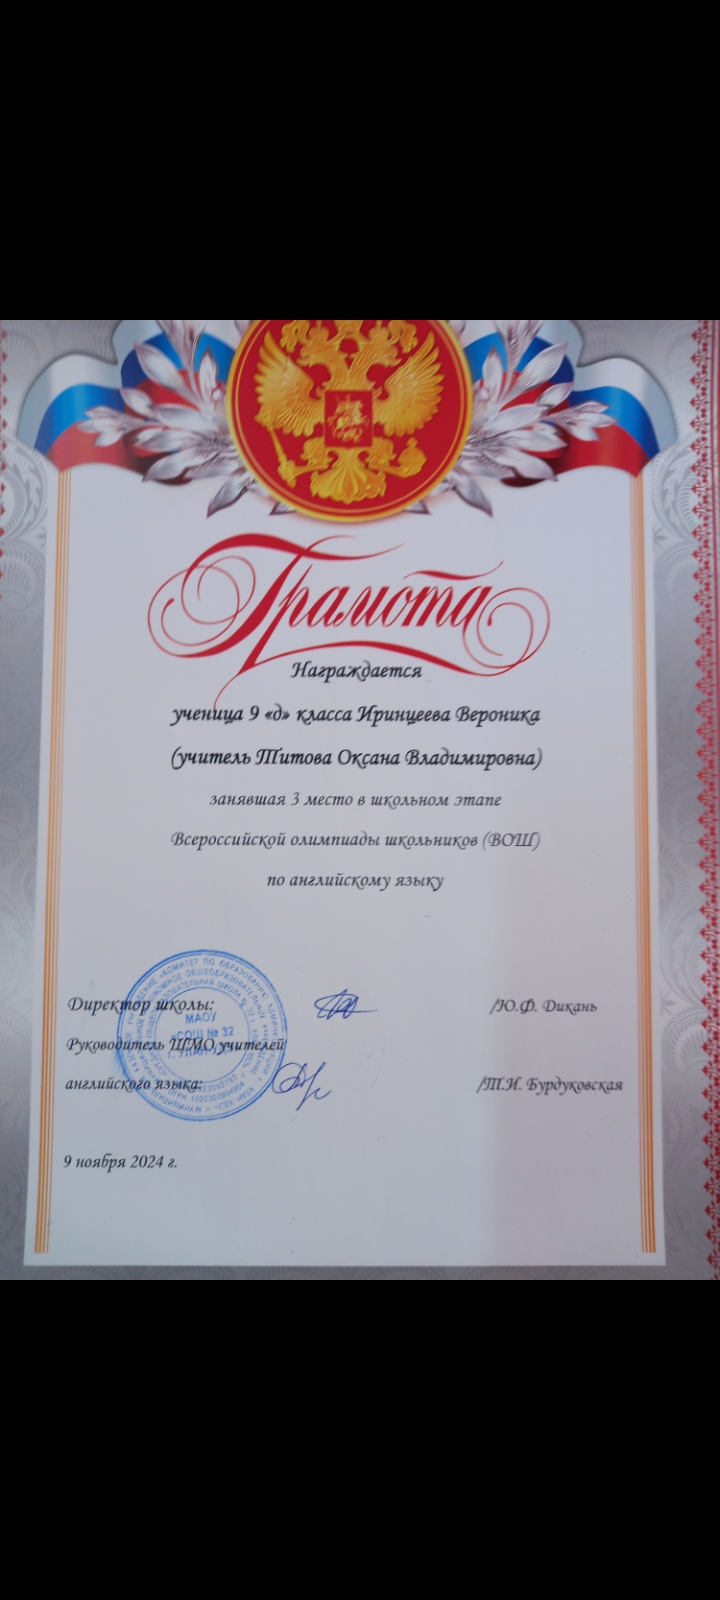 Грамота
Награждается
ученица 9 «д» класса Иринцеева Вероника
(учитель Титова Оксана Владимировна)
занявшая 3 место в школьном этапе
Всероссийской олимпиады школьников (ВОШ)
по английскому языку
Директор школы:
/Ю.Ф. Дикань
Руководитель ШМО учителей
английского языка:
/Т.И. Бурдуковская
МАОУ
«СОШ № 32
9 ноября 2024 г.